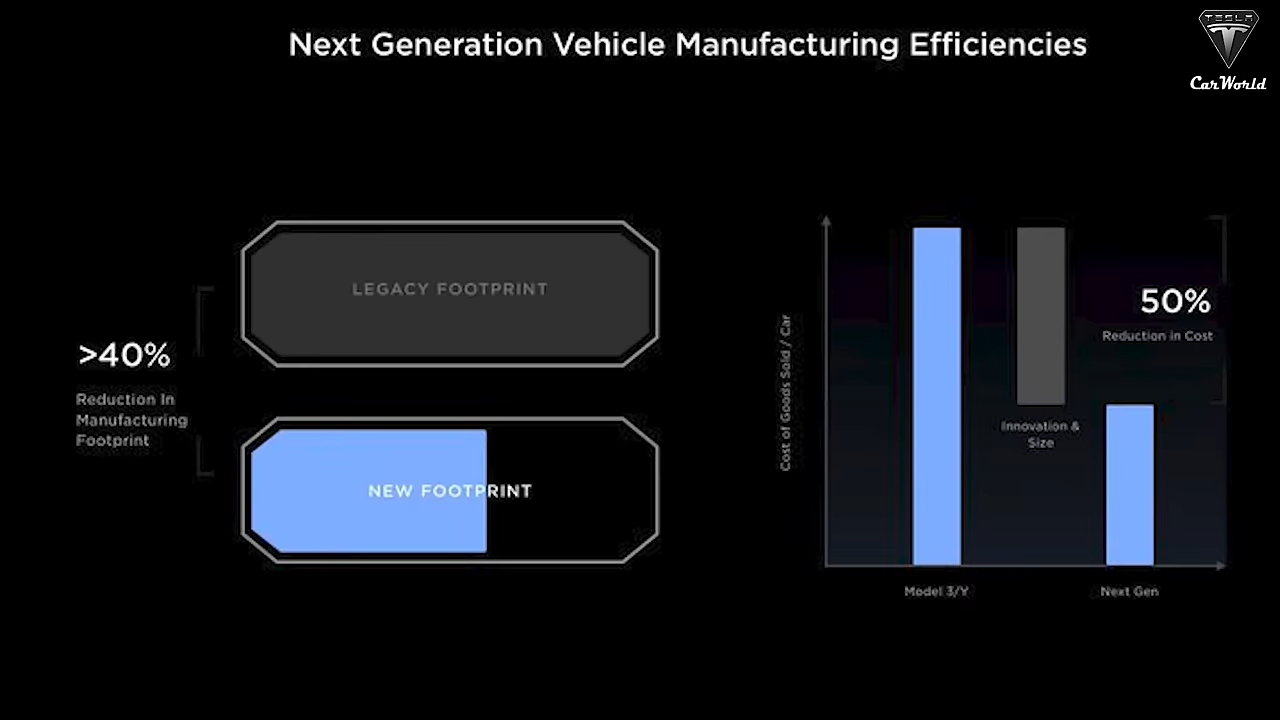 Next Generation Vehicle Manufacturing Efficiencies
TESLA
CarWorld
>40%
Reduction In
Manufacturing
Footprint
LEGACY FOOTPRINT
NEW FOOTPRINT
Cost of Goods Sold / Car
Innovation &
Size
50%
Reduction in Cost
Model 3/Y
Next Gen